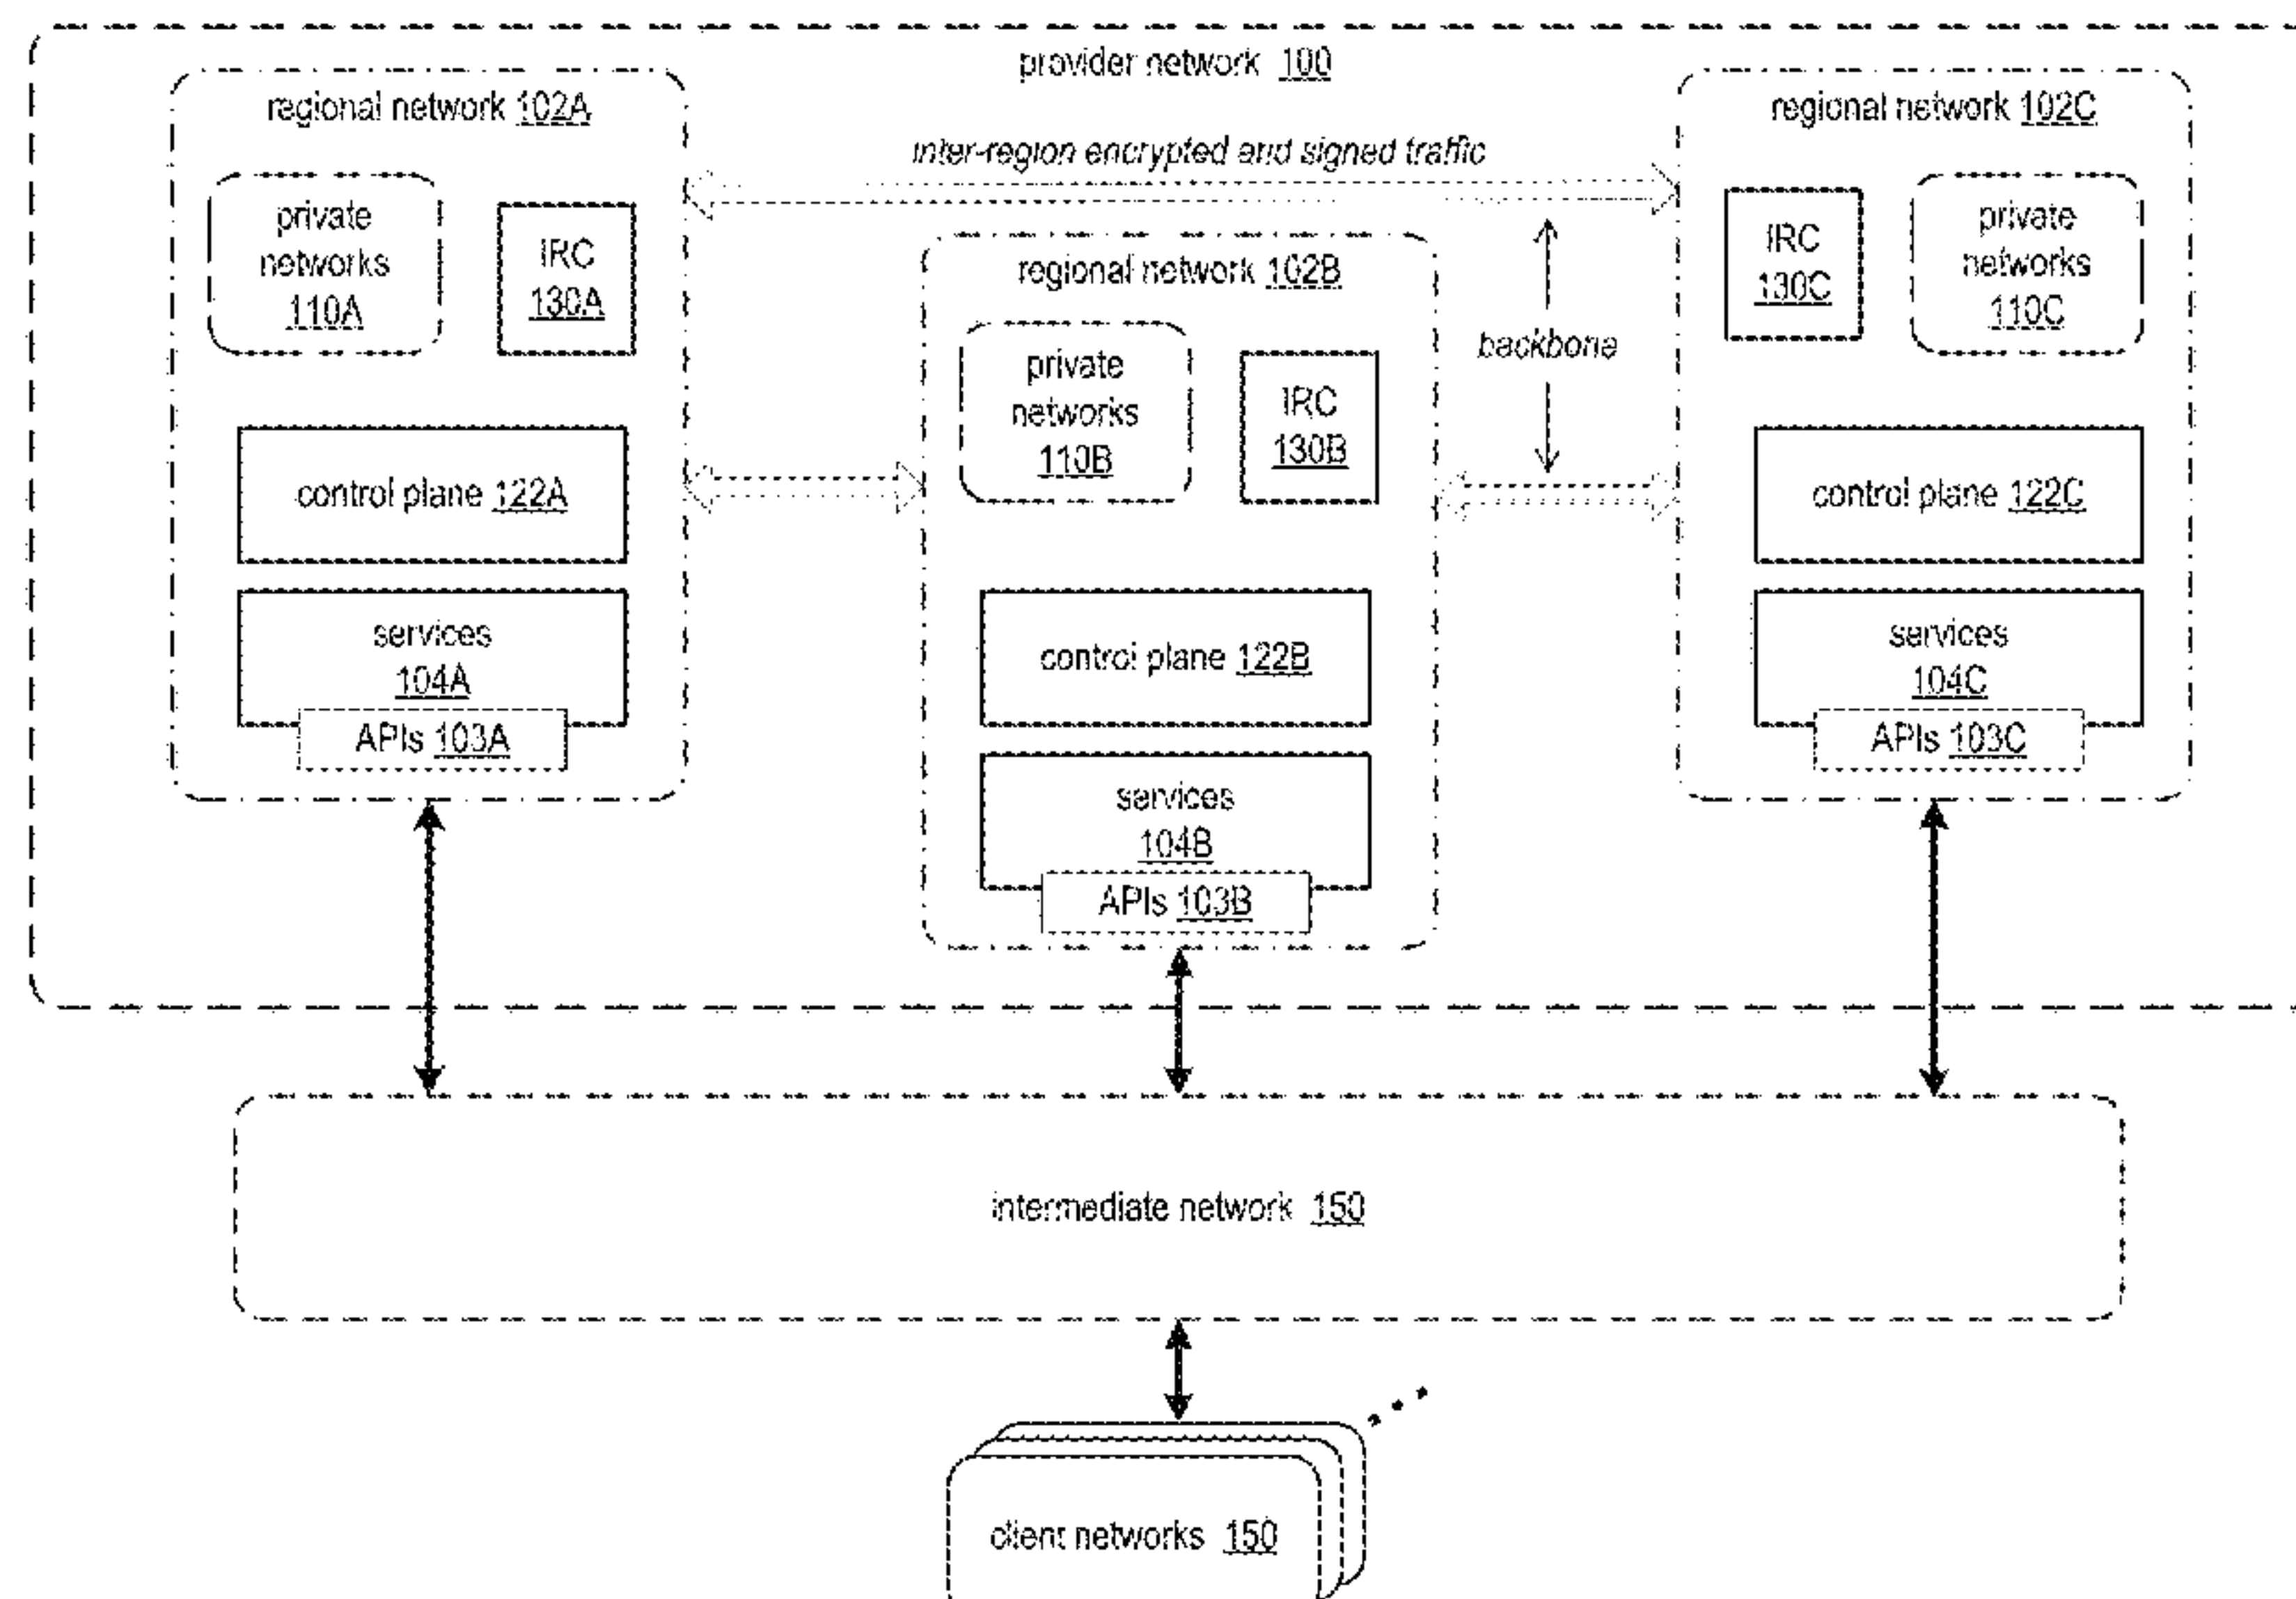 provider network 100
regional network 102A
private
networks
110A
IRC
130A
control plane 122A
services
104A
APIs 103A
inter-region encrypted and signed traffic
regional network 102B
private
networks
110B
IRC
130B
control plane 122B
services
104B
APIs 103B
backbone
regional network 102C
IRC
130C
private
networks
110C
control plane 122C
services
104C
APIs 103C
intermediate network 150
client networks 150